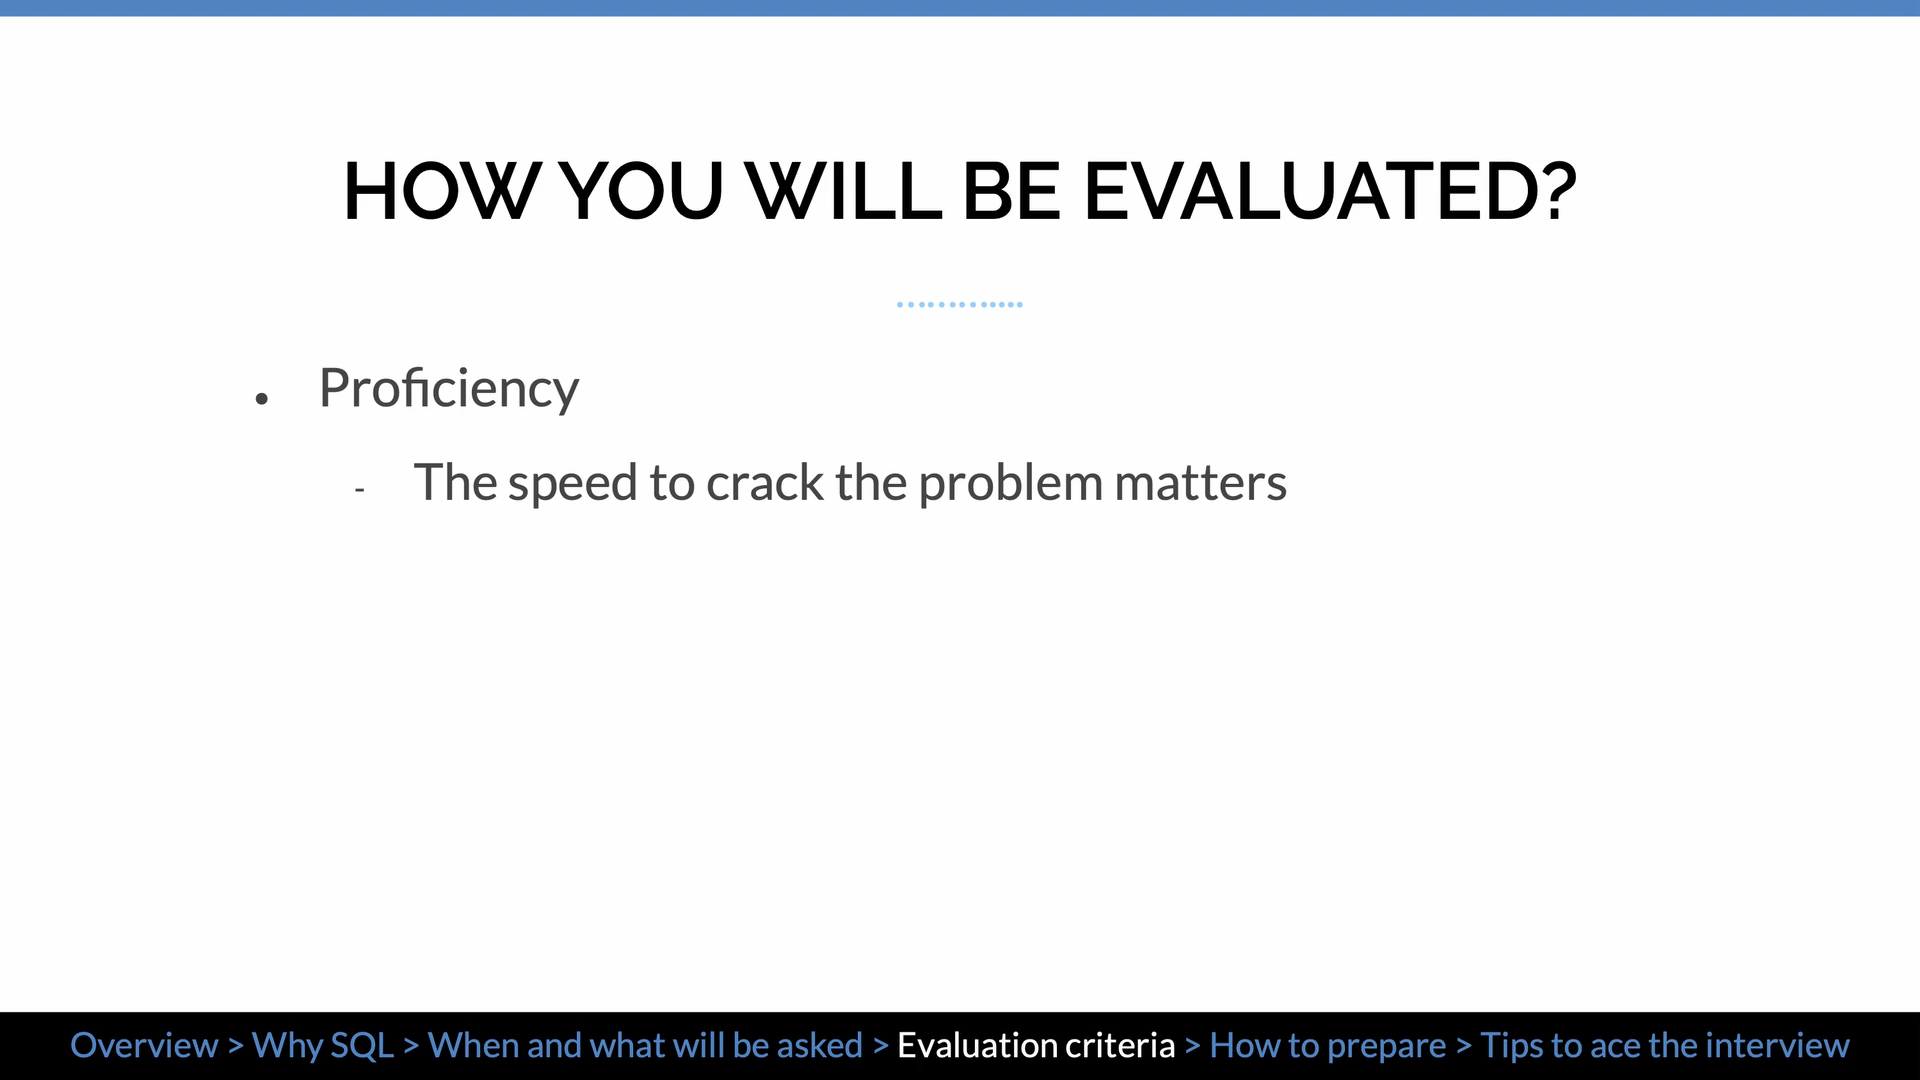 HOW YOU WILL BE EVALUATED?
• Proficiency
- The speed to crack the problem matters
Overview > Why SQL > When and what will be asked > Evaluation criteria > How to prepare > Tips to ace the interview